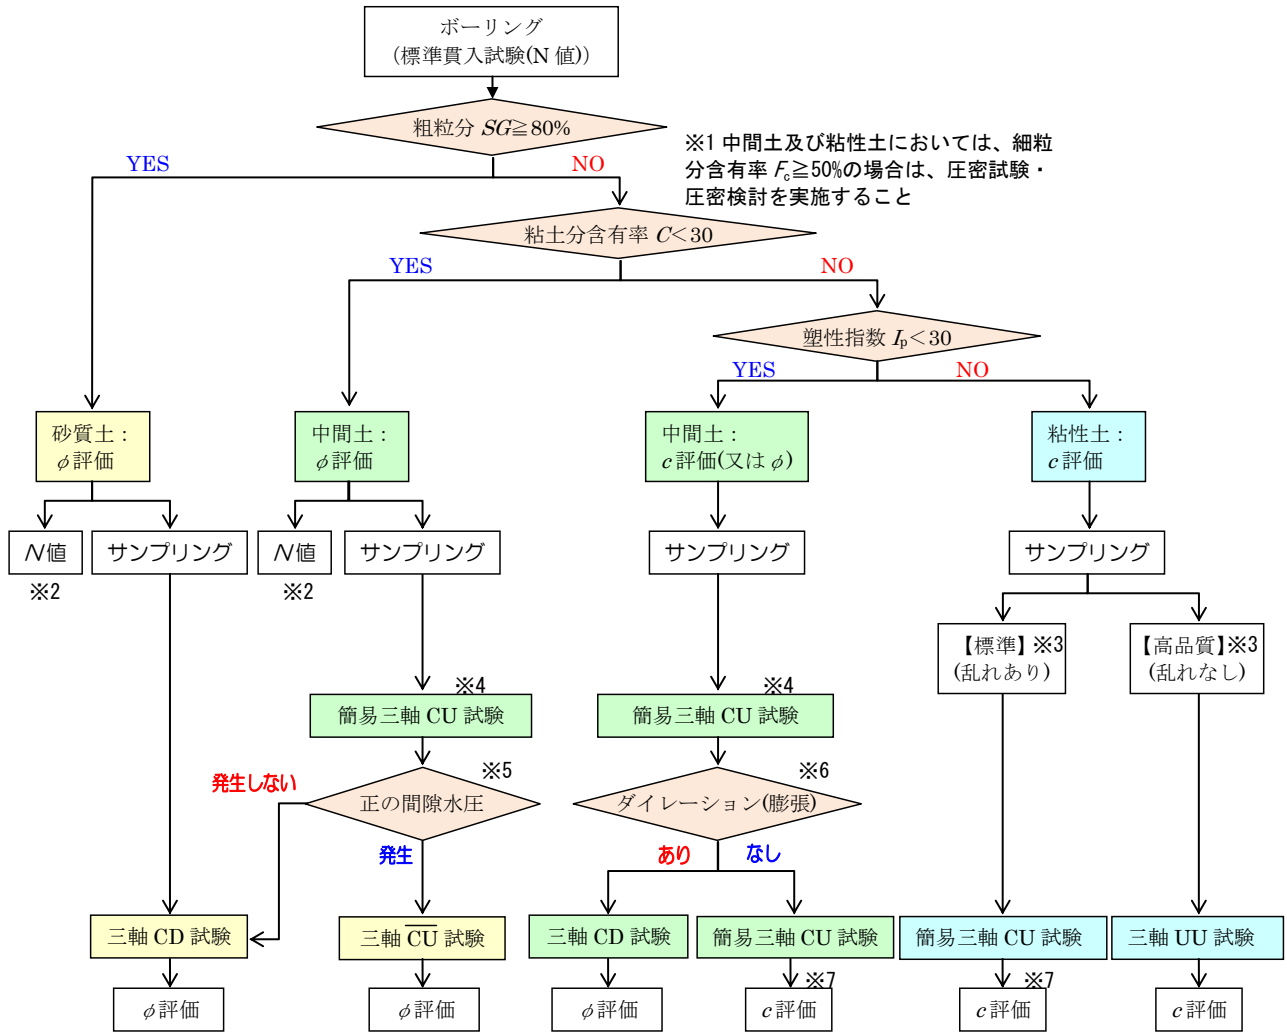 ボーリング
(標準貫入試験(N 値))
粗粒分 SG≧80%
※1 中間土及び粘性土においては、細粒
分含有率 Fc≧50%の場合は、圧密試験・
圧密検討を実施すること
YES
NO
粘土分含有率 C<30
YES
NO
塑性指数 Ip<30
YES
NO
砂質土：
φ評価
中間土：
φ評価
中間土：
c 評価(又は φ)
粘性土：
c 評価
N値
サンプリング
N値
サンプリング
サンプリング
サンプリング
※2
※2
【標準】※3
(乱れあり)
【高品質】※3
(乱れなし)
※4
簡易三軸 CU 試験
※4
簡易三軸 CU 試験
※5
正の間隙水圧
※6
ダイレーション(膨張)
発生しない
発生
あり
なし
三軸 CD 試験
三軸 C̅U̅ 試験
三軸 CD 試験
簡易三軸 CU 試験
簡易三軸 CU 試験
三軸 UU 試験
※7
※7
φ評価
φ評価
φ評価
c 評価
c 評価
c 評価